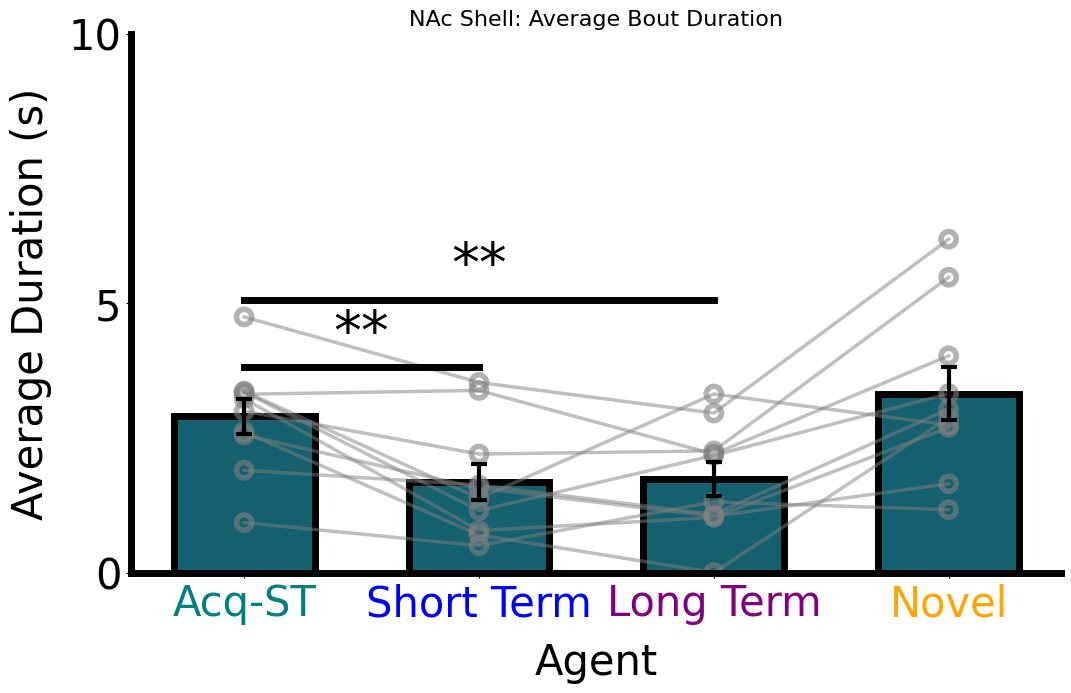 NAc Shell: Average Bout Duration
10
5
0
Average Duration (s)
**
**
Acq-ST Short Term Long Term Novel
Agent